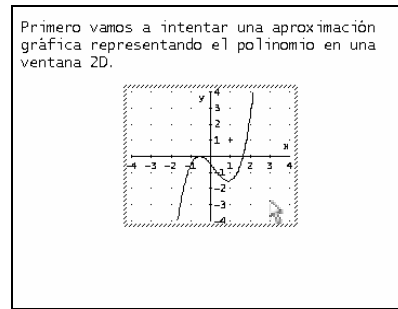 Primero vamos a intentar una aproximación
gráfica representando el polinomio en una
ventana 2D.
y 4
3
2
1
x
-4 -3 -2 -1 1 2 3 4
-1
-2
-3
-4